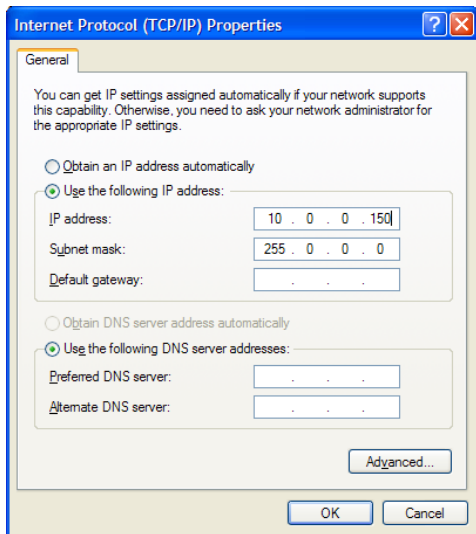 Internet Protocol (TCP/IP) Properties
General
You can get IP settings assigned automatically if your network supports
this capability. Otherwise, you need to ask your network administrator for
the appropriate IP settings.
Obtain an IP address automatically
Use the following IP address:
IP address: 10 . 0 . 0 . 150
Subnet mask: 255 . 0 . 0 . 0
Default gateway: . . .
Obtain DNS server address automatically
Use the following DNS server addresses:
Preferred DNS server: . . .
Alternate DNS server: . . .
Advanced...
OK Cancel